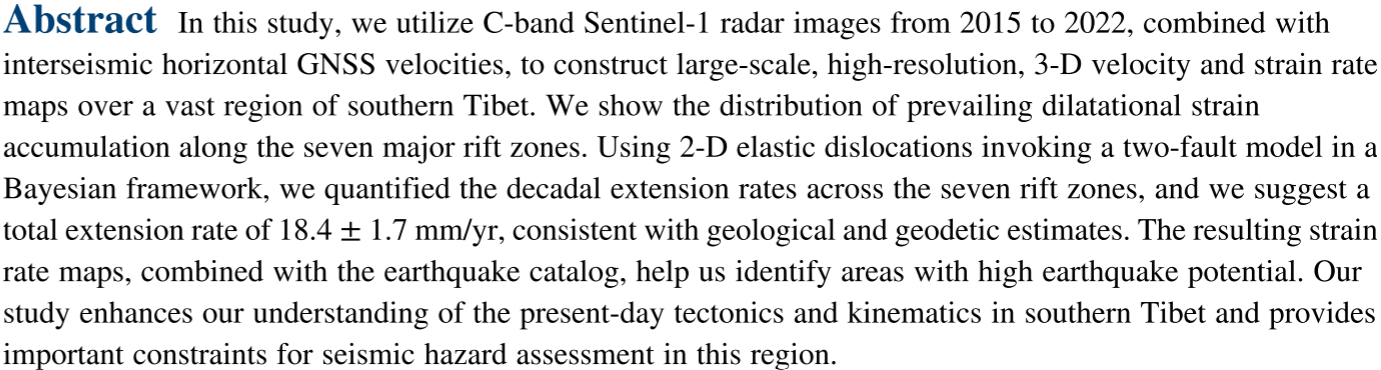 Abstract In this study, we utilize C-band Sentinel-1 radar images from 2015 to 2022, combined with
interseismic horizontal GNSS velocities, to construct large-scale, high-resolution, 3-D velocity and strain rate
maps over a vast region of southern Tibet. We show the distribution of prevailing dilatational strain
accumulation along the seven major rift zones. Using 2-D elastic dislocations invoking a two-fault model in a
Bayesian framework, we quantified the decadal extension rates across the seven rift zones, and we suggest a
total extension rate of 18.4 ± 1.7 mm/yr, consistent with geological and geodetic estimates. The resulting strain
rate maps, combined with the earthquake catalog, help us identify areas with high earthquake potential. Our
study enhances our understanding of the present-day tectonics and kinematics in southern Tibet and provides
important constraints for seismic hazard assessment in this region.